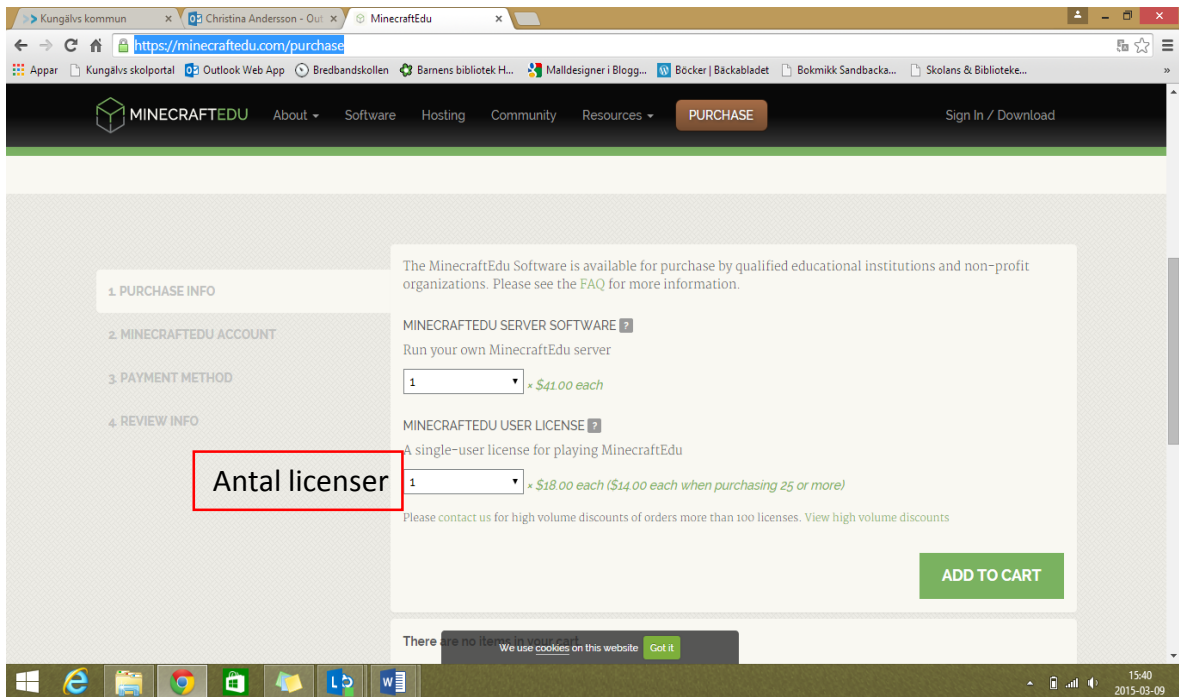 >> Kungälvs kommun
Christina Andersson - Out
MinecraftEdu
https://minecraftedu.com/purchase
Appar Kungälvs skolportal Outlook Web App Bredbandskollen Barnens bibliotek H... Malldesigner i Blogg... Böcker | Bäckabladet Bokmikk Sandbacka... Skolans & Biblioteke... »
MINECRAFTEDU About Software Hosting Community Resources PURCHASE Sign In / Download
The MinecraftEdu Software is available for purchase by qualified educational institutions and non-profit
organizations. Please see the FAQ for more information.
1. PURCHASE INFO
2. MINECRAFTEDU ACCOUNT
3. PAYMENT METHOD
4. REVIEW INFO
MINECRAFTEDU SERVER SOFTWARE ?
Run your own MinecraftEdu server
1 × $41.00 each
MINECRAFTEDU USER LICENSE ?
A single-user license for playing MinecraftEdu
Antal licenser
1 × $18.00 each ($14.00 each when purchasing 25 or more)
Please contact us for high volume discounts of orders more than 100 licenses. View high volume discounts
ADD TO CART
There are no items in your cart
We use cookies on this website Got it
15:40
2015-03-09